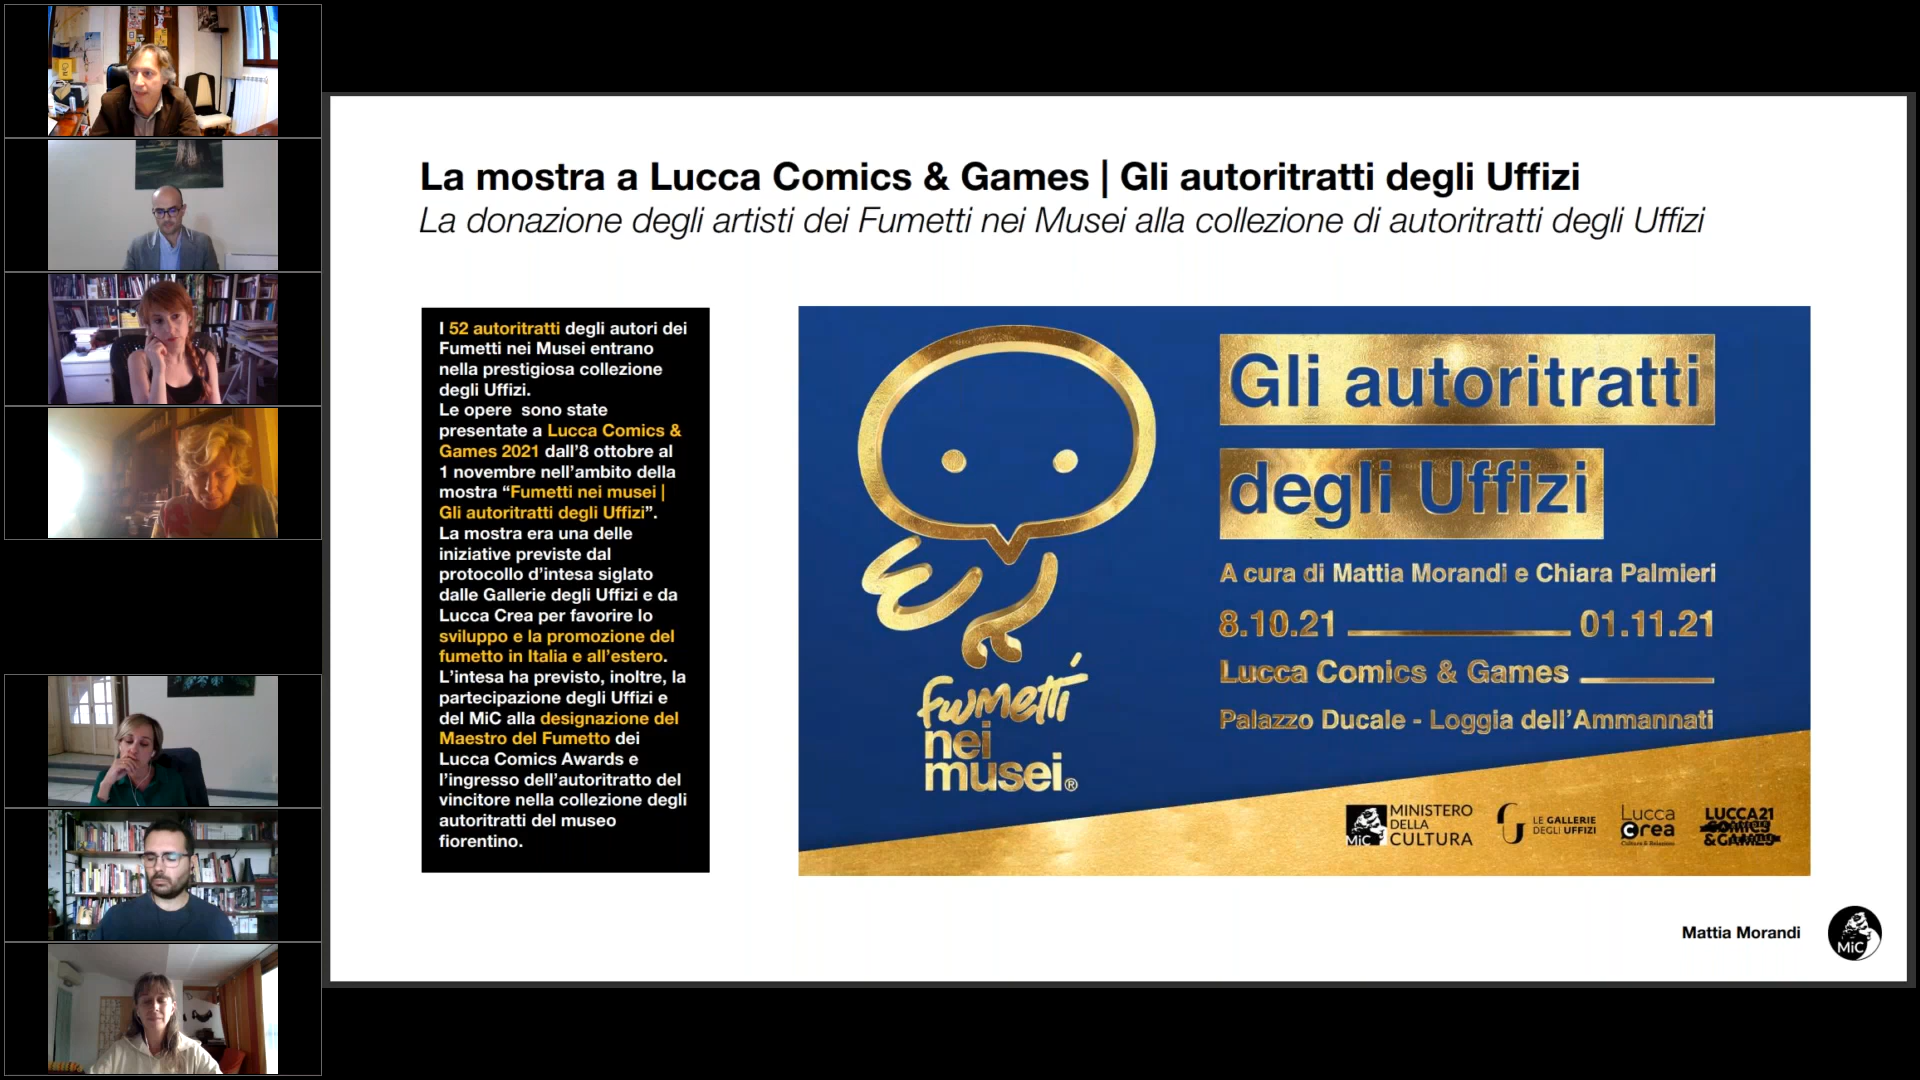 La mostra a Lucca Comics & Games | Gli autoritratti degli Uffizi
La donazione degli artisti dei Fumetti nei Musei alla collezione di autoritratti degli Uffizi
I 52 autoritratti degli autori dei
Fumetti nei Musei entrano
nella prestigiosa collezione
degli Uffizi.
Le opere  sono state
presentate a Lucca Comics &
Games 2021 dall’8 ottobre al
1 novembre nell’ambito della
mostra “Fumetti nei musei |
Gli autoritratti degli Uffizi”.
La mostra era una delle
iniziative previste dal
protocollo d’intesa siglato
dalle Gallerie degli Uffizi e da
Lucca Crea per favorire lo
sviluppo e la promozione del
fumetto in Italia e all’estero.
L’intesa ha previsto, inoltre, la
partecipazione degli Uffizi e
del MiC alla designazione del
Maestro del Fumetto dei
Lucca Comics Awards e
l’ingresso dell’autoritratto del
vincitore nella collezione degli
autoritratti del museo
fiorentino.
fumetti
nei
musei®
Gli autoritratti
degli Uffizi
A cura di Mattia Morandi e Chiara Palmieri
8.10.21 01.11.21
Lucca Comics & Games
Palazzo Ducale - Loggia dell’Ammannati
MiC
MINISTERO
DELLA
CULTURA
LE GALLERIE
DEGLI UFFIZI
Lucca
Crea
LUCCA21
COMICS
&GAMES
Mattia Morandi
MiC